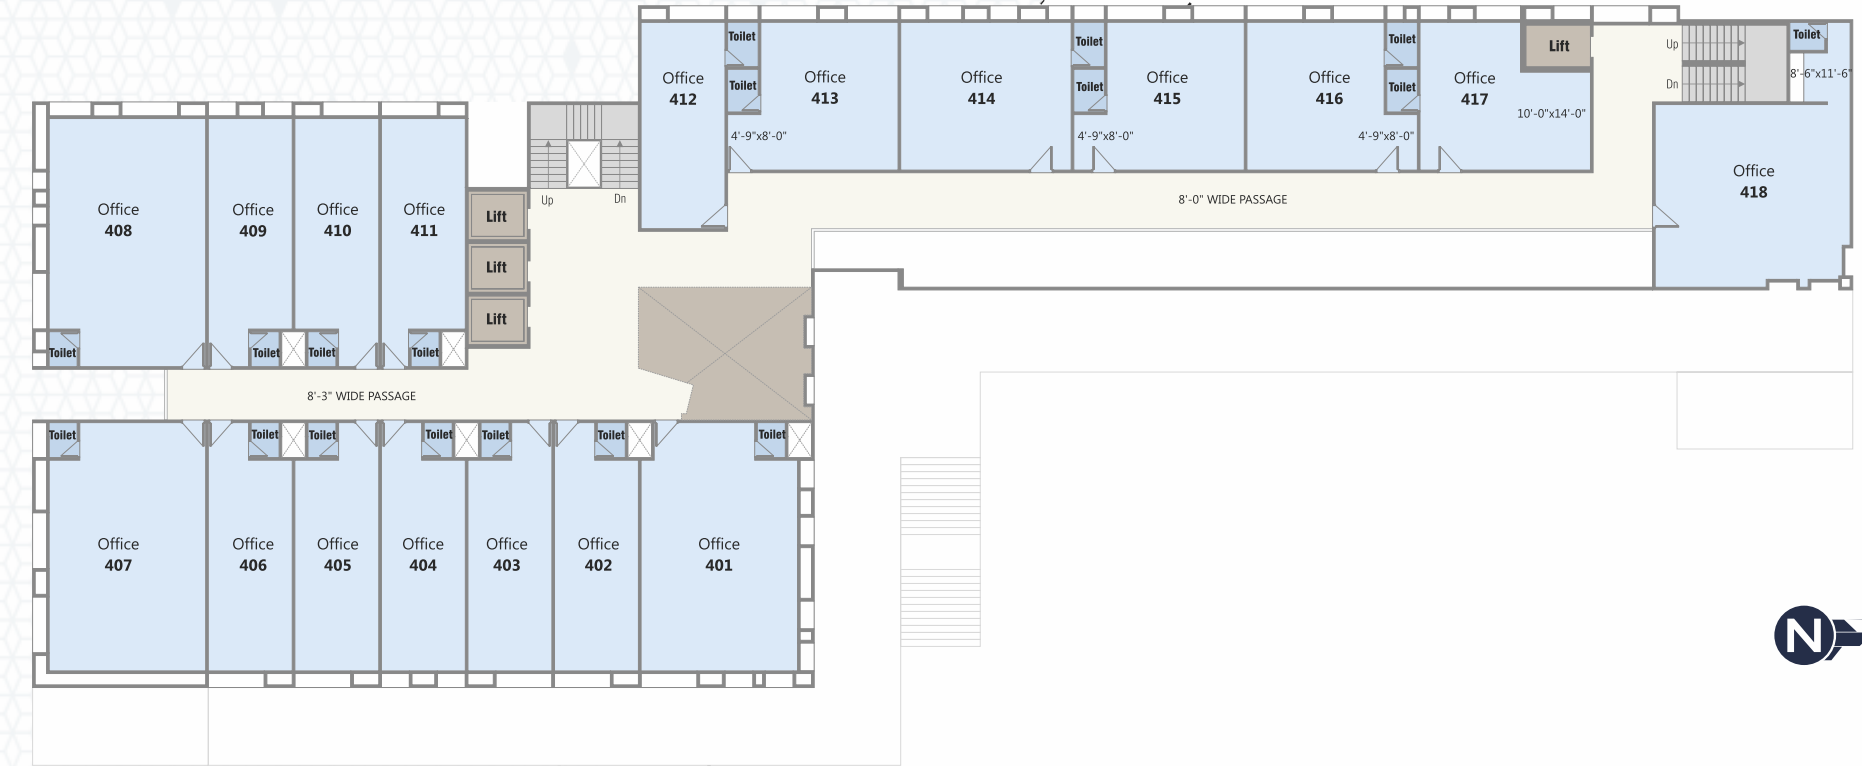 Toilet
Toilet
Toilet
Lift
Toilet
Office
412
Toilet
Office
413
Office
414
Toilet
Office
415
Office
416
Toilet
Office
417
Up
Dn
8'-6"x11'-6"
4'-9"x8'-0"
4'-9"x8'-0"
4'-9"x8'-0"
10'-0"x14'-0"
Office
418
Up
Dn
8'-0" WIDE PASSAGE
Office
408
Office
409
Office
410
Office
411
Lift
Lift
Lift
Toilet
Toilet
Toilet
Toilet
8'-3" WIDE PASSAGE
Toilet
Toilet
Toilet
Toilet
Toilet
Toilet
Toilet
Office
407
Office
406
Office
405
Office
404
Office
403
Office
402
Office
401
N